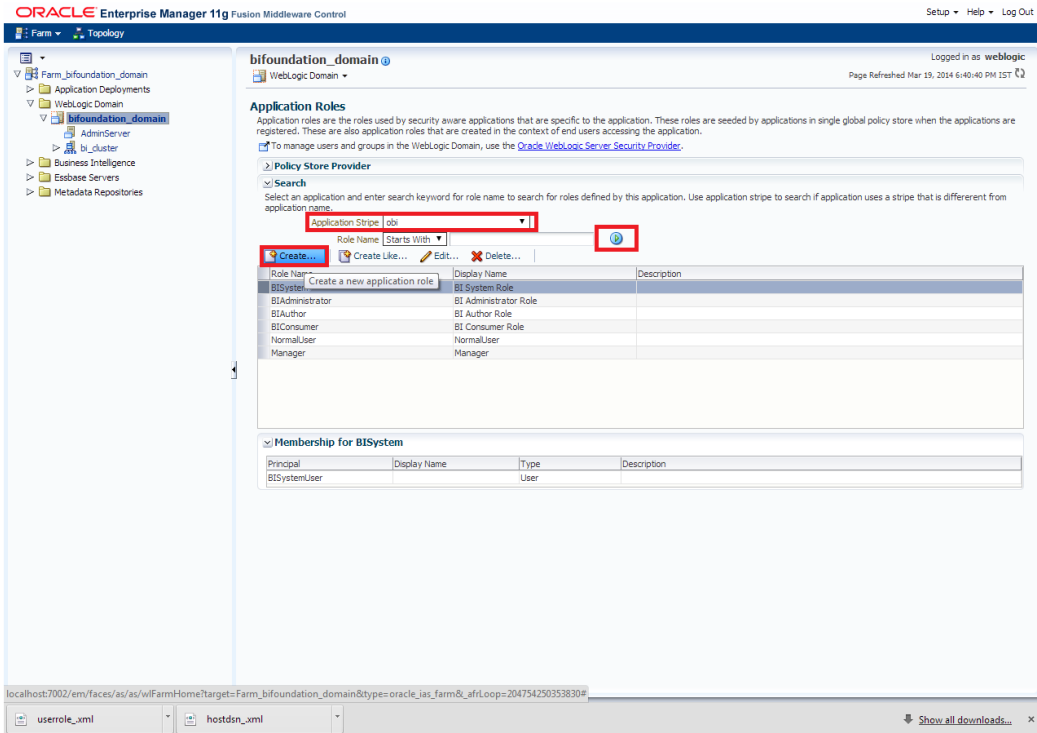 ORACLE Enterprise Manager 11g Fusion Middleware Control
Setup Help Log Out
Farm Topology
Farm_bifoundation_domain
Application Deployments
WebLogic Domain
bifoundation_domain
AdminServer
bi_cluster
Business Intelligence
Essbase Servers
Metadata Repositories
bifoundation_domain
Logged in as weblogic
WebLogic Domain
Page Refreshed Mar 19, 2014 6:40:40 PM IST
Application Roles
Application roles are the roles used by security aware applications that are specific to the application. These roles are seeded by applications in single global policy store when the applications are
registered. These are also application roles that are created in the context of end users accessing the application.
To manage users and groups in the WebLogic Domain, use the Oracle WebLogic Server Security Provider.
Policy Store Provider
Search
Select an application and enter search keyword for role name to search for roles defined by this application. Use application stripe to search if application uses a stripe that is differerent from
application name.
Application Stripe obi
Role Name Starts With
Create... Create Like... Edit... Delete...
Role Name Display Name Description
Create a new application role
BISystem BI System Role
BIAdministrator BI Administrator Role
BIAuthor BI Author Role
BIConsumer BI Consumer Role
NormalUser NormalUser
Manager Manager
Membership for BISystem
Principal Display Name Type Description
BISystemUser User
localhost:7002/em/faces/as/as/wlFarmHome?target=Farm_bifoundation_domain&type=oracle_ias_farm&_afrLoop=204754250353830#
userrole_.xml hostdsn_.xml Show all downloads...